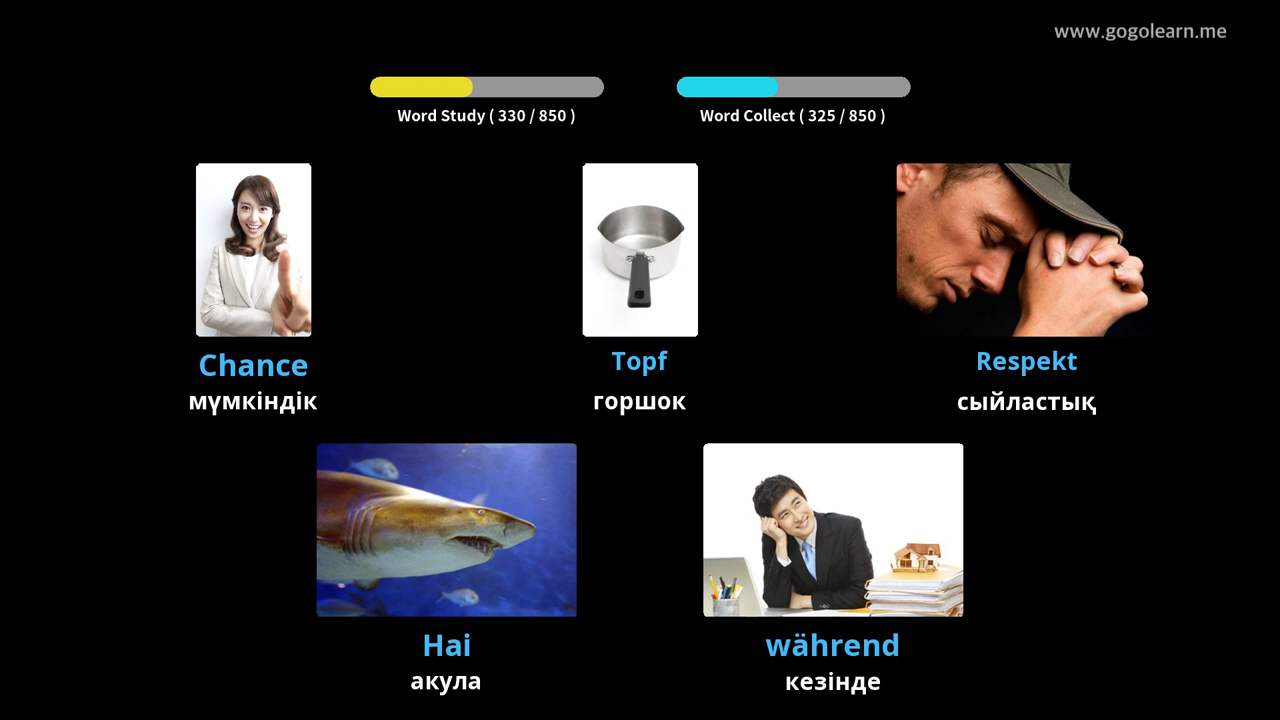 www.gogolearn.me
Word Study ( 330 / 850 )
Word Collect ( 325 / 850 )
Chance
мүмкіндік
Topf
горшок
Respekt
сыйластық
Hai
акула
während
кезінде